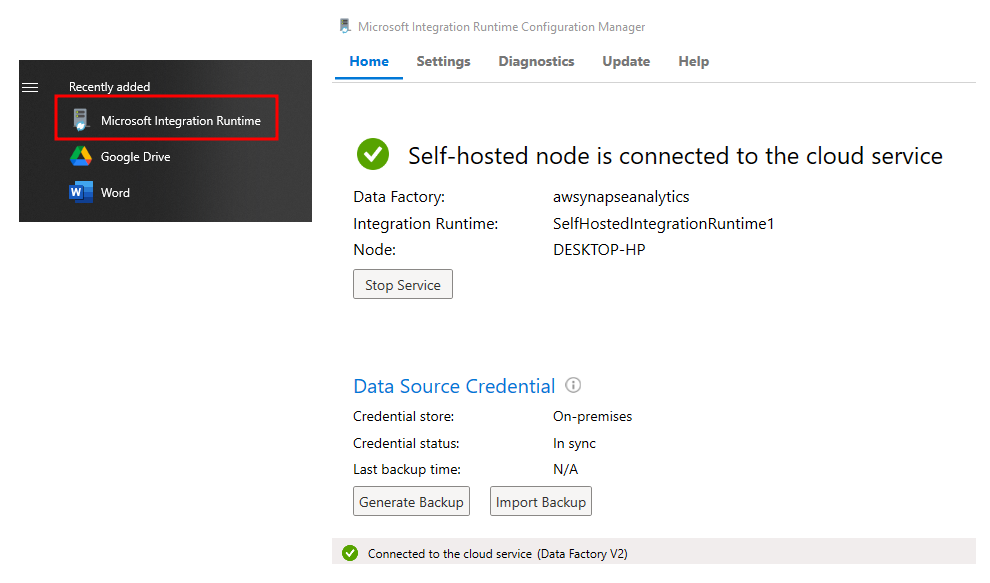 Recently added
Microsoft Integration Runtime
Google Drive
W Word
Microsoft Integration Runtime Configuration Manager
Home Settings Diagnostics Update Help
Self-hosted node is connected to the cloud service
Data Factory: awsynapseanalytics
Integration Runtime: SelfHostedIntegrationRuntime1
Node: DESKTOP-HP
Stop Service
Data Source Credential
Credential store: On-premises
Credential status: In sync
Last backup time: N/A
Generate Backup Import Backup
Connected to the cloud service (Data Factory V2)